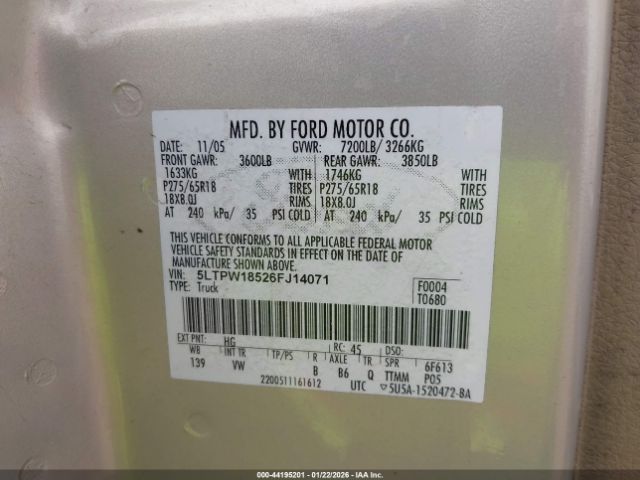 MFD. BY FORD MOTOR CO.
DATE: 11/05 GVWR: 7200LB/ 3266KG
FRONT GAWR: 3600LB REAR GAWR: 3850LB
1633KG WITH 1746KG WITH
P275/65R18 TIRES P275/65R18 TIRES
18X8.0J RIMS 18X8.0J RIMS
AT 240 kPa/ 35 PSI COLD AT 240 kPa/ 35 PSI COLD
THIS VEHICLE CONFORMS TO ALL APPLICABLE FEDERAL MOTOR
VEHICLE SAFETY STANDARDS IN EFFECT ON THE DATE OF
MANUFACTURE SHOWN ABOVE.
VIN: 5LTPW18526FJ14071
TYPE: Truck
F0004
T0680
EXT PNT: HG RC: 45 DSO:
WB INT TR TP/PS R AXLE TR SPR 6F613
139 VW B B6 Q TTMM P05
2200511161612 UTC ▽5U5A-1520472-BA
000-44195201 - 01/22/2026 - IAA Inc.